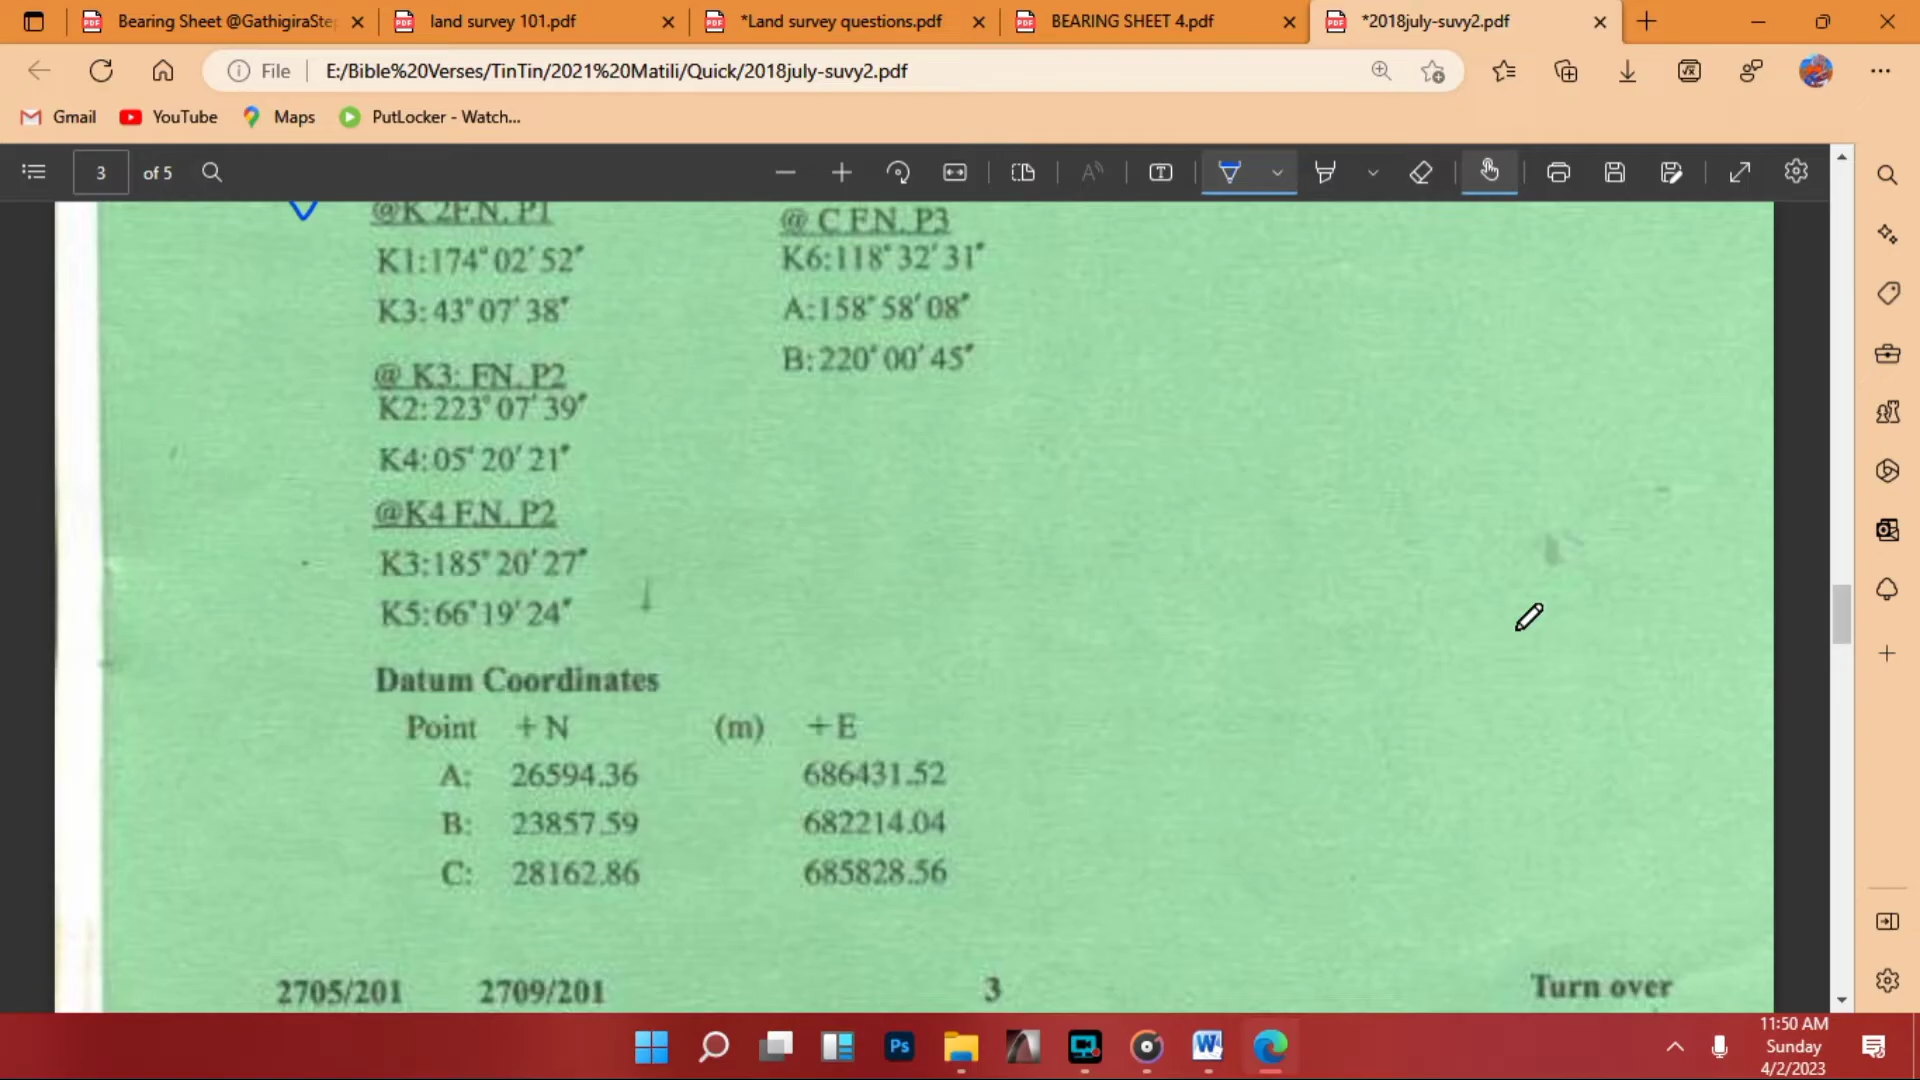 Bearing Sheet @GathigiraSte
land survey 101.pdf
*Land survey questions.pdf
BEARING SHEET 4.pdf
*2018july-suvy2.pdf
File
E:/Bible%20Verses/TinTin/2021%20Matili/Quick/2018july-suvy2.pdf
Gmail
YouTube
Maps
PutLocker - Watch...
3
of 5
@K 2F.N. P1
K1:174°02'52"
K3:43°07'38"
@ K3: FN. P2
K2:223°07'39"
K4:05°20'21"
@K4 F.N. P2
K3:185°20'27"
K5:66°19'24"
@ C F.N. P3
K6:118°32'31"
A:158°58'08"
B:220°00'45"
Datum Coordinates
Point +N (m) +E
A: 26594.36 686431.52
B: 23857.59 682214.04
C: 28162.86 685828.56
2705/201 2709/201 3 Turn over
Ps
11:50 AM
Sunday
4/2/2023